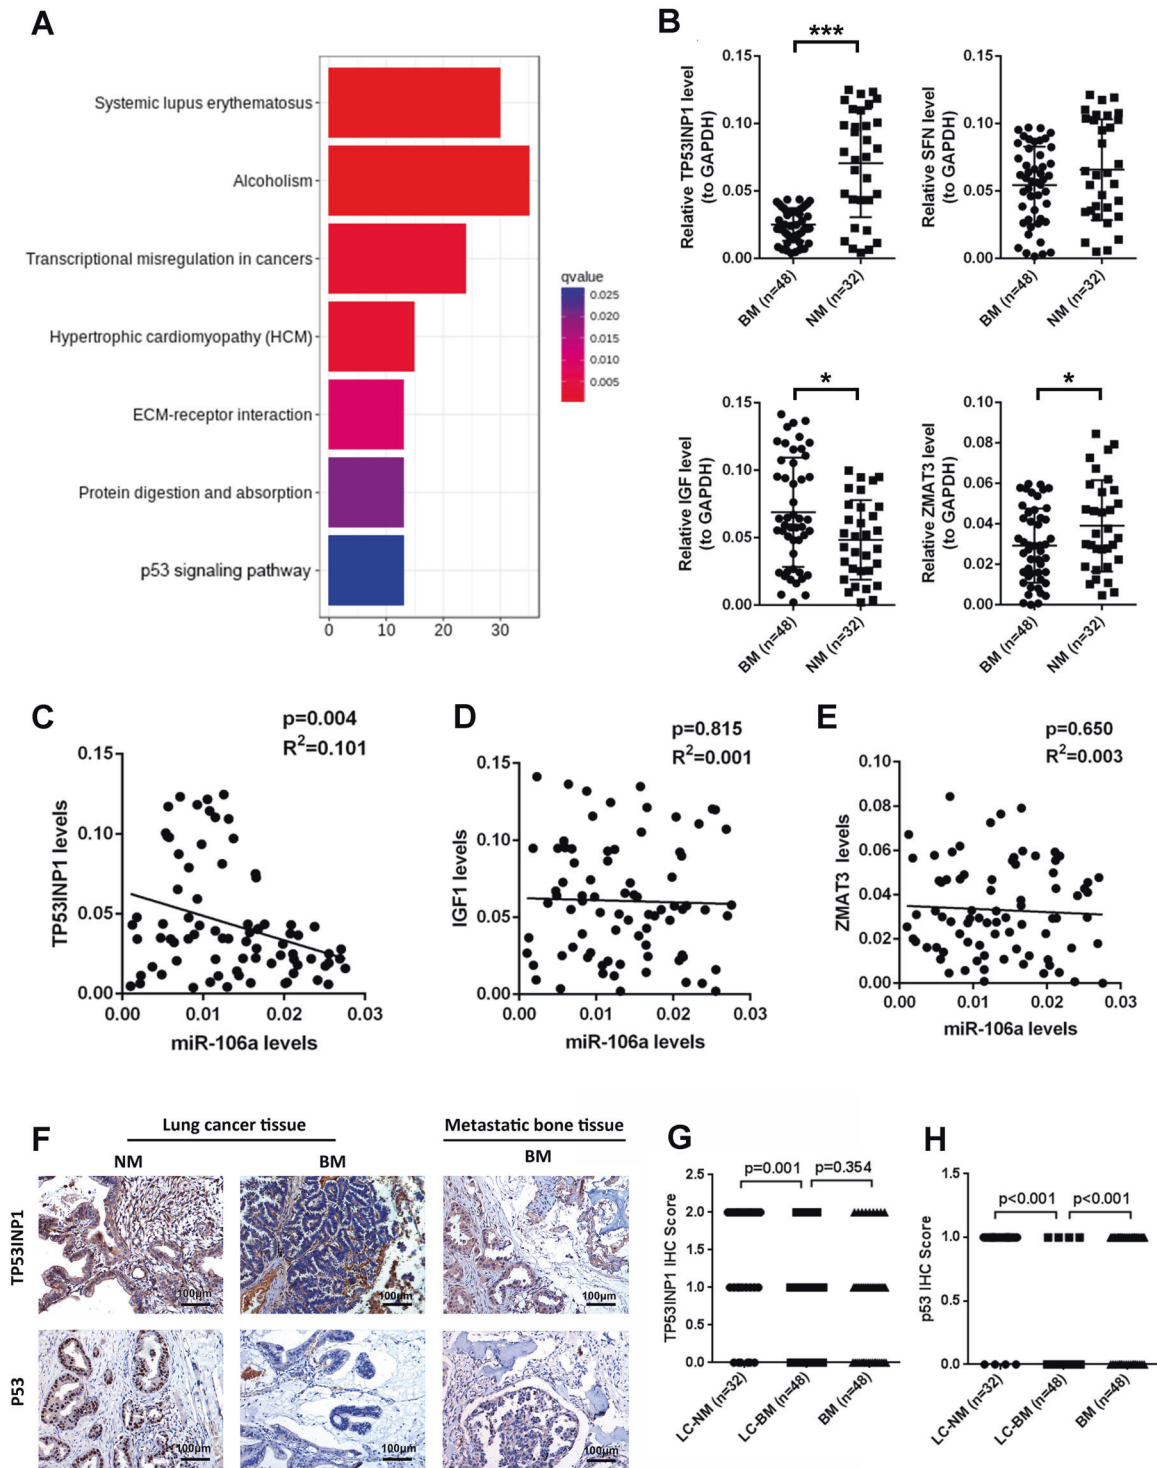 A
Systemic lupus erythematosus
Alcoholism
Transcriptional misregulation in cancers
Hypertrophic cardiomyopathy (HCM)
ECM-receptor interaction
Protein digestion and absorption
p53 signaling pathway
0 10 20 30
qvalue
0.025
0.020
0.015
0.010
0.005
B
***
Relative TP53INP1 level
(to GAPDH)
0.15
0.10
0.05
0.00
BM (n=48)
NM (n=32)
Relative SFN level
(to GAPDH)
0.15
0.10
0.05
0.00
BM (n=48)
NM (n=32)
*
Relative IGF level
(to GAPDH)
0.15
0.10
0.05
0.00
BM (n=48)
NM (n=32)
*
Relative ZMAT3 level
(to GAPDH)
0.10
0.08
0.06
0.04
0.02
0.00
BM (n=48)
NM (n=32)
C
p=0.004
R²=0.101
TP53INP1 levels
0.15
0.10
0.05
0.00
0.00 0.01 0.02 0.03
miR-106a levels
D
p=0.815
R²=0.001
IGF1 levels
0.15
0.10
0.05
0.00
0.00 0.01 0.02 0.03
miR-106a levels
E
p=0.650
R²=0.003
ZMAT3 levels
0.10
0.08
0.06
0.04
0.02
0.00
0.00 0.01 0.02 0.03
miR-106a levels
F
Lung cancer tissue
Metastatic bone tissue
NM
BM
BM
TP53INP1
100μm
100μm
100μm
P53
100μm
100μm
100μm
G
p=0.001
p=0.354
TP53INP1 IHC Score
2.5
2.0
1.5
1.0
0.5
0.0
LC-NM (n=32)
LC-BM (n=48)
BM (n=48)
H
p<0.001
p<0.001
p53 IHC Score
1.5
1.0
0.5
0.0
LC-NM (n=32)
LC-BM (n=48)
BM (n=48)